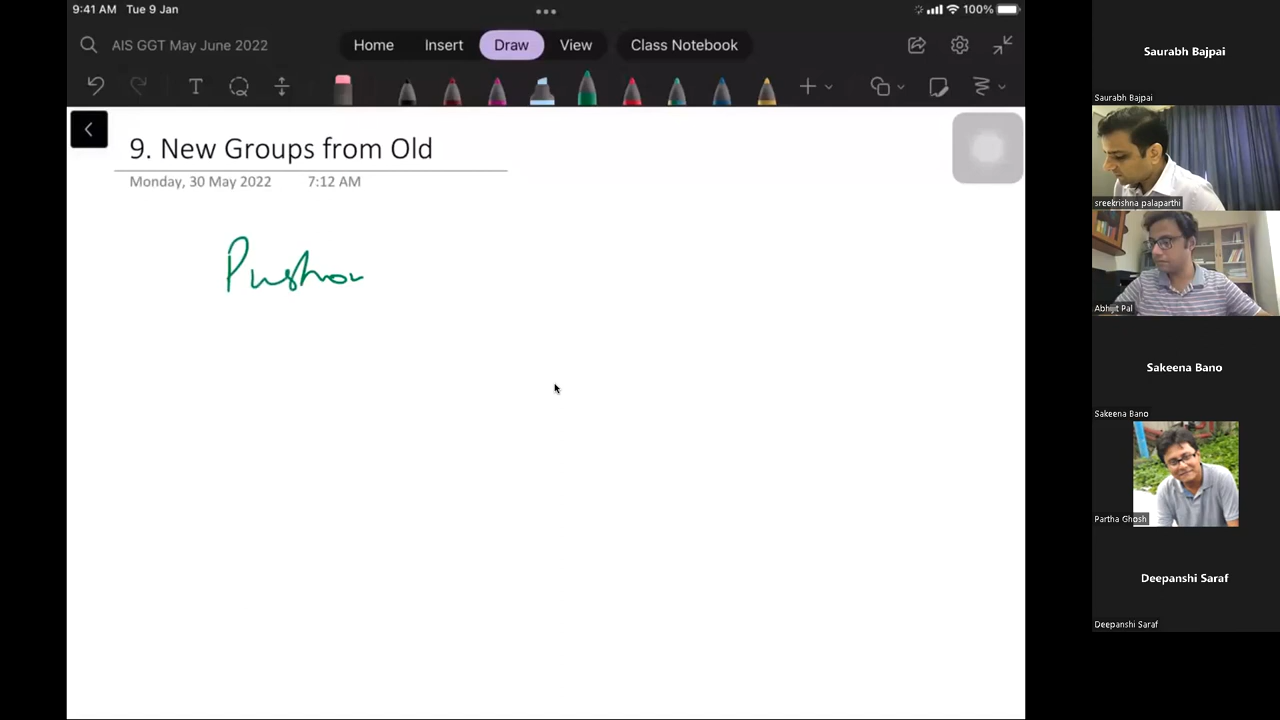 9:41 AM Tue 9 Jan
100%
AIS GGT May June 2022
Home Insert Draw View Class Notebook
T
9. New Groups from Old
Monday, 30 May 2022 7:12 AM
Pusho
Saurabh Bajpai
Saurabh Bajpai
sreekrishna palaparthi
Abhijit Pal
Sakeena Bano
Sakeena Bano
Partha Ghosh
Deepanshi Saraf
Deepanshi Saraf